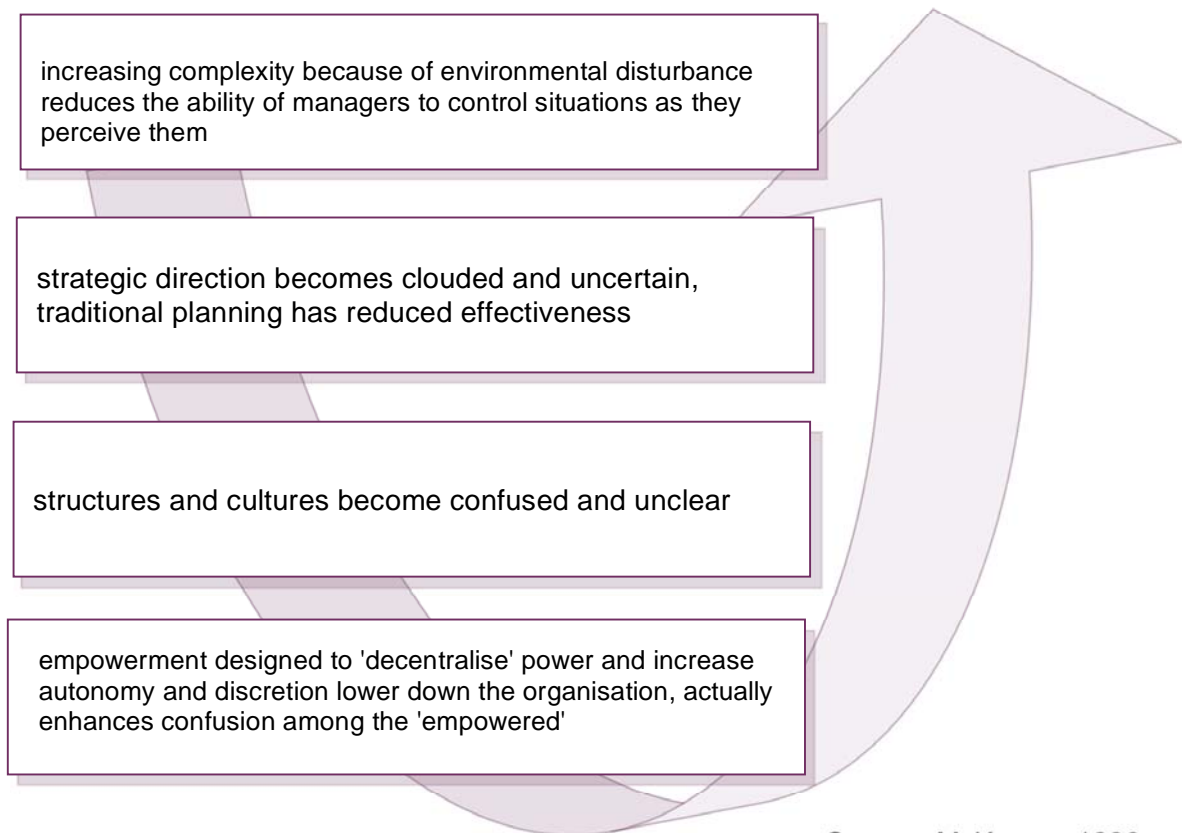 increasing complexity because of environmental disturbance
reduces the ability of managers to control situations as they
perceive them
strategic direction becomes clouded and uncertain,
traditional planning has reduced effectiveness
structures and cultures become confused and unclear
empowerment designed to 'decentralise' power and increase
autonomy and discretion lower down the organisation, actually
enhances confusion among the 'empowered'